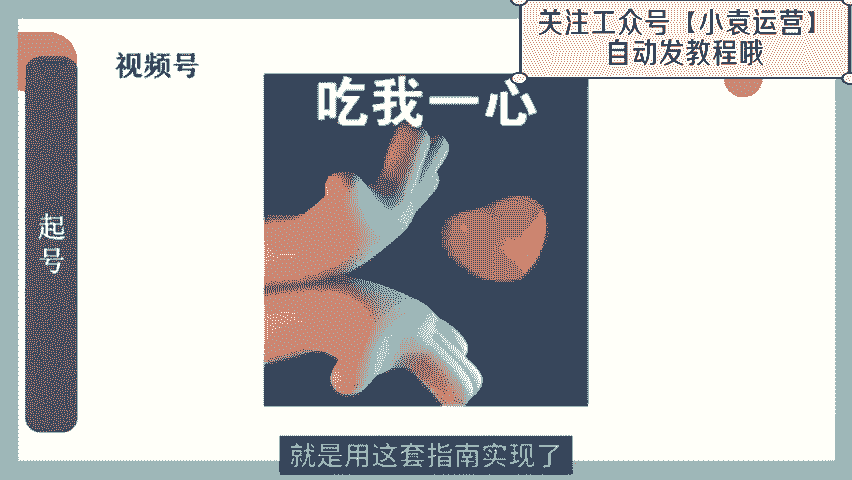 关注工众号【小袁运营】
自动发教程哦
视频号
吃我一心
起号
就是用这套指南实现了